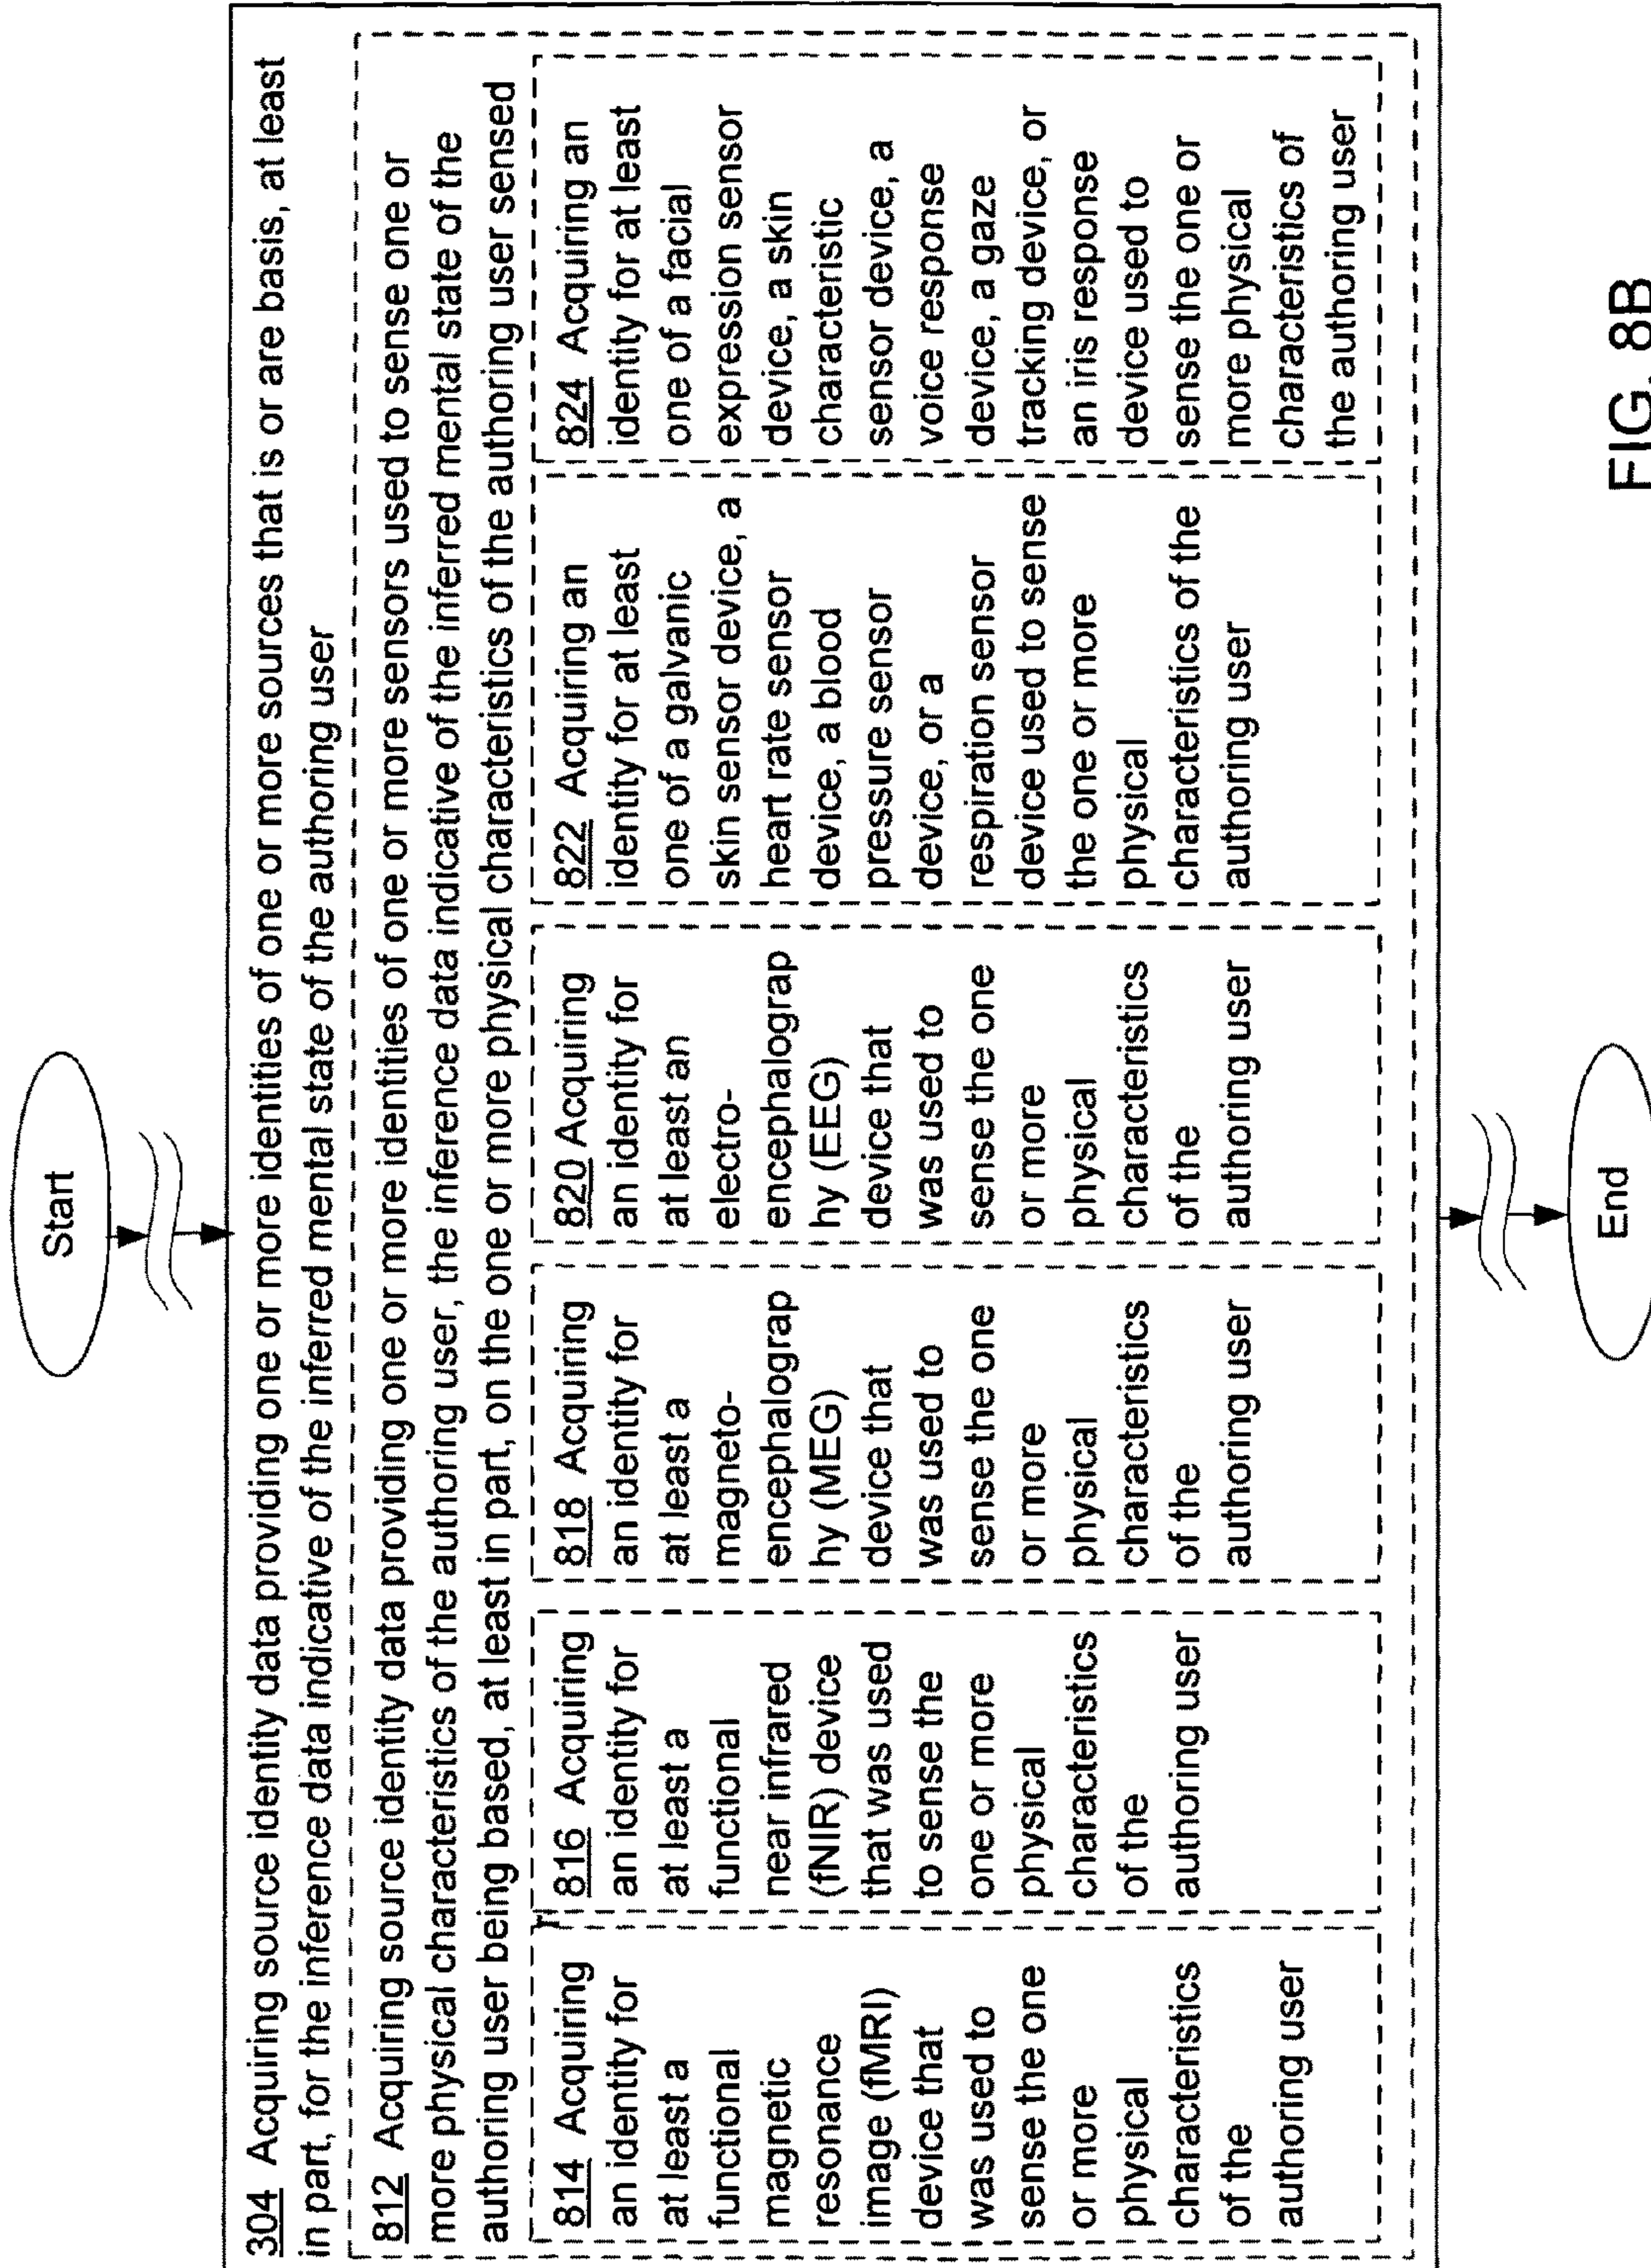 Start
304 Acquiring source identity data providing one or more identities of one or more sources that is or are basis, at least
in part, for the inference data indicative of the inferred mental state of the authoring user
812 Acquiring source identity data providing one or more identities of one or more sensors used to sense one or
more physical characteristics of the authoring user, the inference data indicative of the inferred mental state of the
authoring user being based, at least in part, on the one or more physical characteristics of the authoring user sensed
814 Acquiring
an identity for
at least a
functional
magnetic
resonance
image (fMRI)
device that
was used to
sense the one
or more
physical
characteristics
of the
authoring user
816 Acquiring
an identity for
at least a
functional
near infrared
(fNIR) device
that was used
to sense the
one or more
physical
characteristics
of the
authoring user
818 Acquiring
an identity for
at least a
magneto-
encephalograp
hy (MEG)
device that
was used to
sense the one
or more
physical
characteristics
of the
authoring user
820 Acquiring
an identity for
at least an
electro-
encephalograp
hy (EEG)
device that
was used to
sense the one
or more
physical
characteristics
of the
authoring user
822 Acquiring an
identity for at least
one of a galvanic
skin sensor device, a
heart rate sensor
device, a blood
pressure sensor
device, or a
respiration sensor
device used to sense
the one or more
physical
characteristics of the
authoring user
824 Acquiring an
identity for at least
one of a facial
expression sensor
device, a skin
characteristic
sensor device, a
voice response
device, a gaze
tracking device, or
an iris response
device used to
sense the one or
more physical
characteristics of
the authoring user
End
FIG. 8B